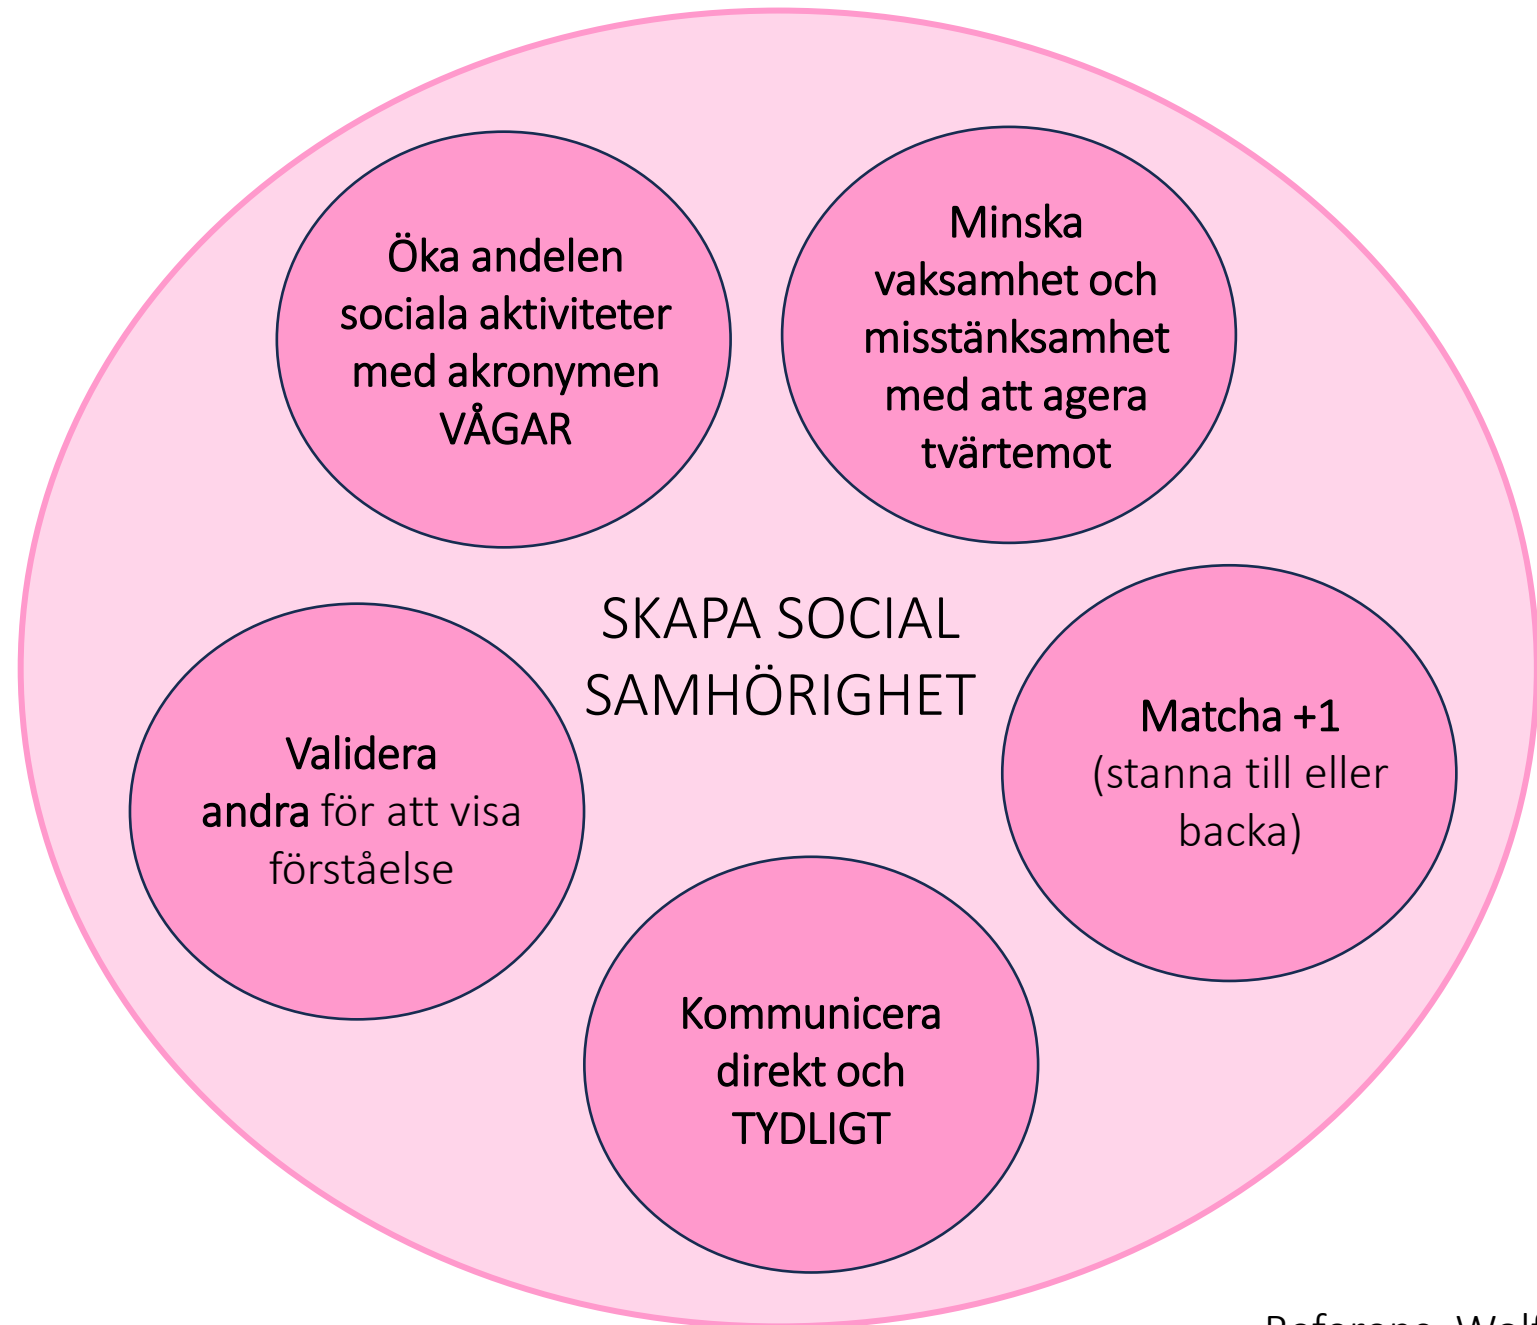 Öka andelen
sociala aktiviteter
med akronymen
VÅGAR
Minska
vaksamhet och
misstänksamhet
med att agera
tvärtemot
SKAPA SOCIAL
SAMHÖRIGHET
Validera
andra för att visa
förståelse
Matcha +1
(stanna till eller
backa)
Kommunicera
direkt och
TYDLIGT